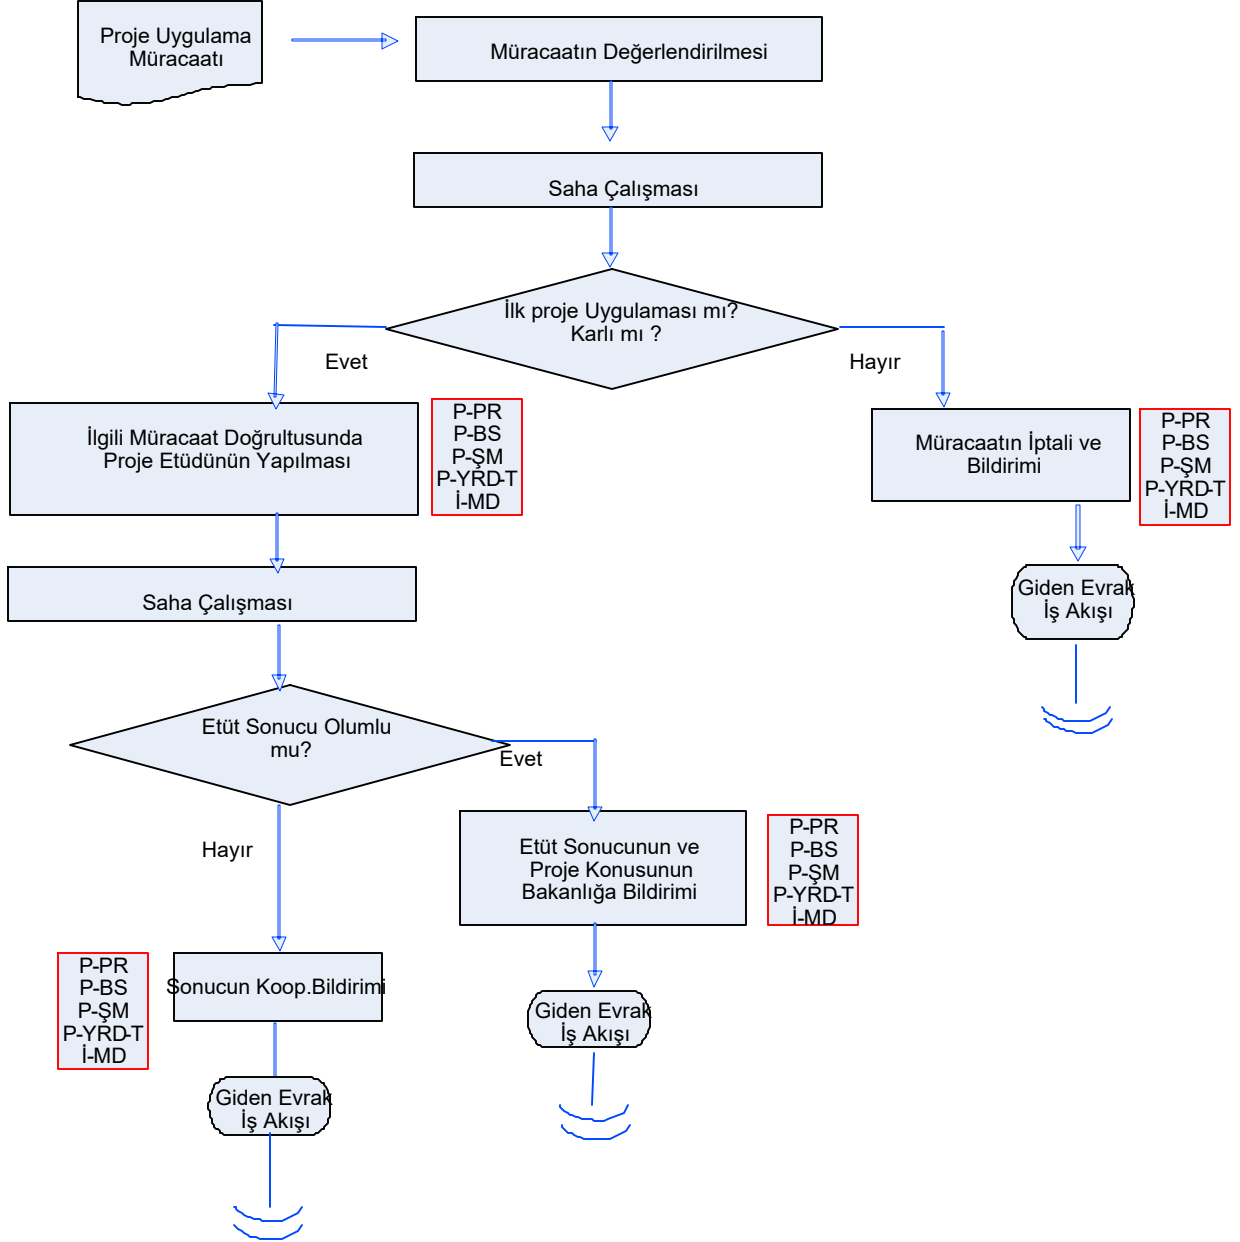 Proje Uygulama
Müracaatı
Müracaatın Değerlendirilmesi
Saha Çalışması
İlk proje Uygulaması mı?
Karlı mı ?
Evet
Hayır
İlgili Müracaat Doğrultusunda
Proje Etüdünün Yapılması
P-PR
P-BS
P-ŞM
P-YRD-T
İ-MD
Müracaatın İptali ve
Bildirimi
P-PR
P-BS
P-ŞM
P-YRD-T
İ-MD
Giden Evrak
İş Akışı
Saha Çalışması
Etüt Sonucu Olumlu
mu?
Evet
Hayır
Etüt Sonucunun ve
Proje Konusunun
Bakanlığa Bildirimi
P-PR
P-BS
P-ŞM
P-YRD-T
İ-MD
P-PR
P-BS
P-ŞM
P-YRD-T
İ-MD
Sonucun Koop.Bildirimi
Giden Evrak
İş Akışı
Giden Evrak
İş Akışı